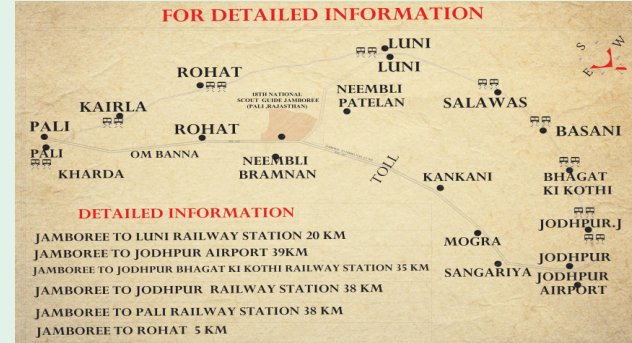 FOR DETAILED INFORMATION
S
W
E
LUNI
LUNI
ROHAT
NEEMBLI
PATELAN
18TH NATIONAL
SCOUT GUIDE JAMBOREE
(PALI ,RAJASTHAN)
SALAWAS
KAIRLA
PALI
ROHAT
BASANI
PALI
OM BANNA
NEEMBLI
BRAMNAN
TOLL
KHARDA
KANKANI
BHAGAT
KI KOTHI
DETAILED INFORMATION
JODHPUR.J
JAMBOREE TO LUNI RAILWAY STATION 20 KM
MOGRA
JAMBOREE TO JODHPUR AIRPORT 39KM
JODHPUR
JAMBOREE TO JODHPUR BHAGAT KI KOTHI RAILWAY STATION 35 KM
SANGARIYA
JODHPUR
AIRPORT
JAMBOREE TO JODHPUR RAILWAY STATION 38 KM
JAMBOREE TO PALI RAILWAY STATION 38 KM
JAMBOREE TO ROHAT 5 KM